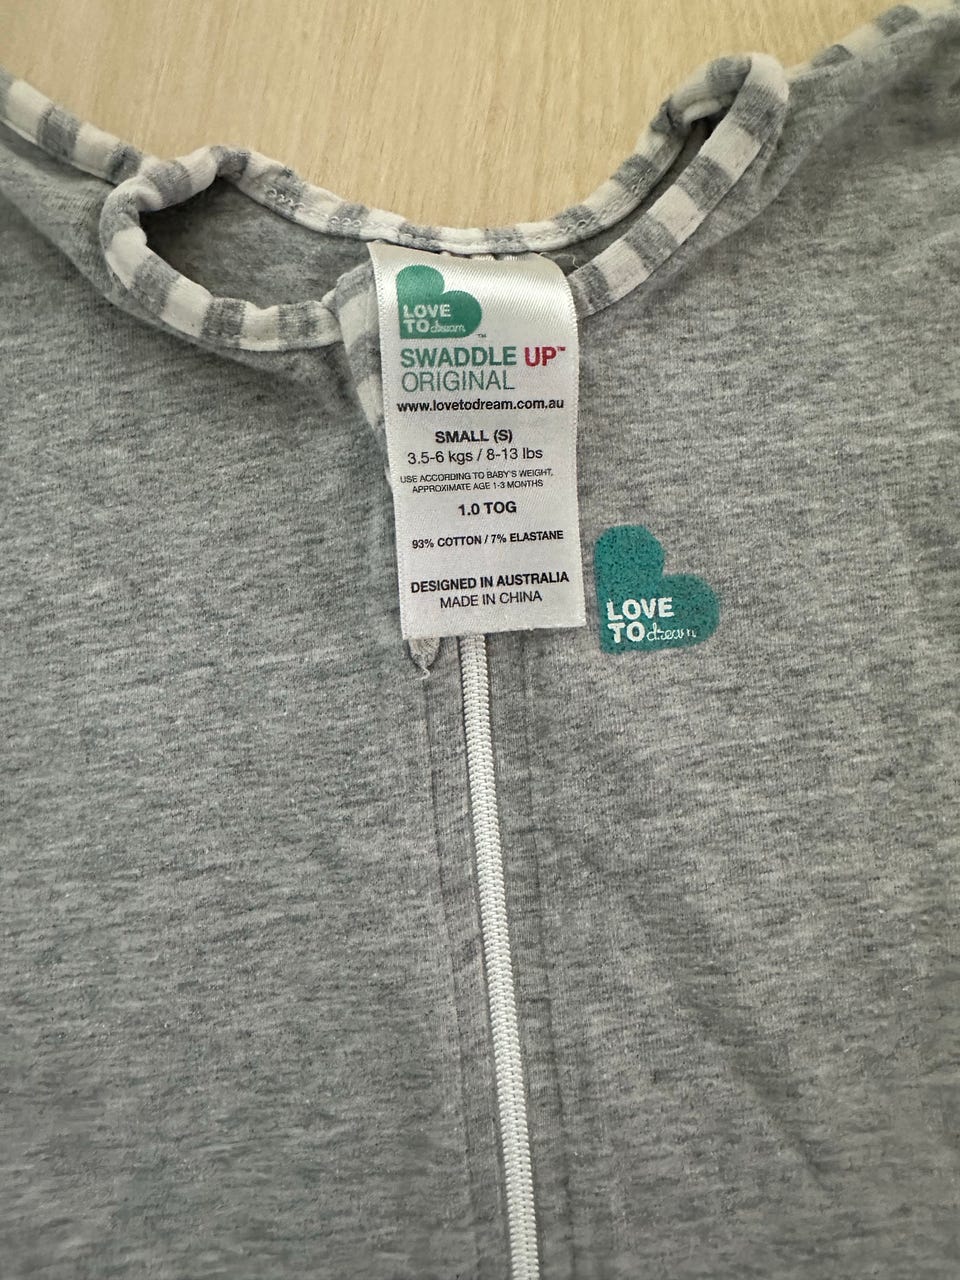 LOVE
TO dream ™
SWADDLE UP™
ORIGINAL
www.lovetodream.com.au
SMALL (S)
3.5-6 kgs / 8-13 lbs
USE ACCORDING TO BABY'S WEIGHT,
APPROXIMATE AGE 1-3 MONTHS
1.0 TOG
93% COTTON / 7% ELASTANE
DESIGNED IN AUSTRALIA
MADE IN CHINA
LOVE
TO dream